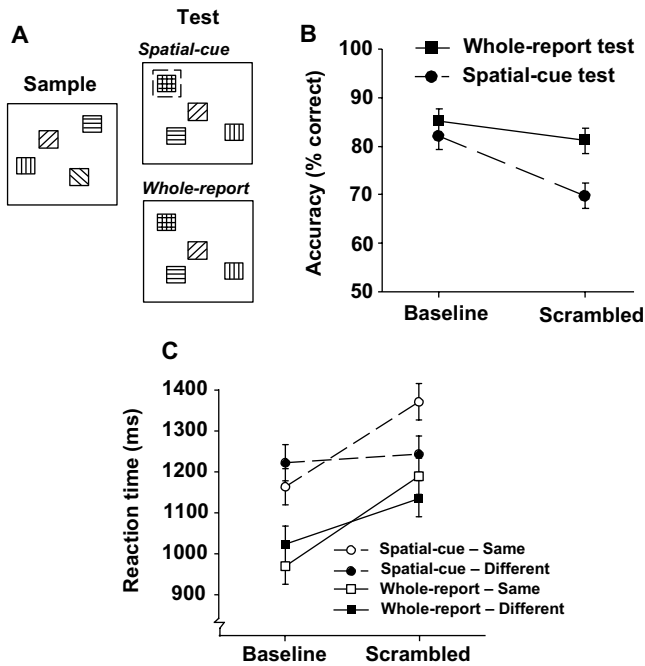 A
Test
Spatial-cue
Sample
Whole-report
B
Whole-report test
Spatial-cue test
Accuracy (% correct)
100
90
80
70
60
50
Baseline
Scrambled
C
Reaction time (ms)
1400
1300
1200
1100
1000
900
Spatial-cue – Same
Spatial-cue – Different
Whole-report – Same
Whole-report – Different
Baseline
Scrambled